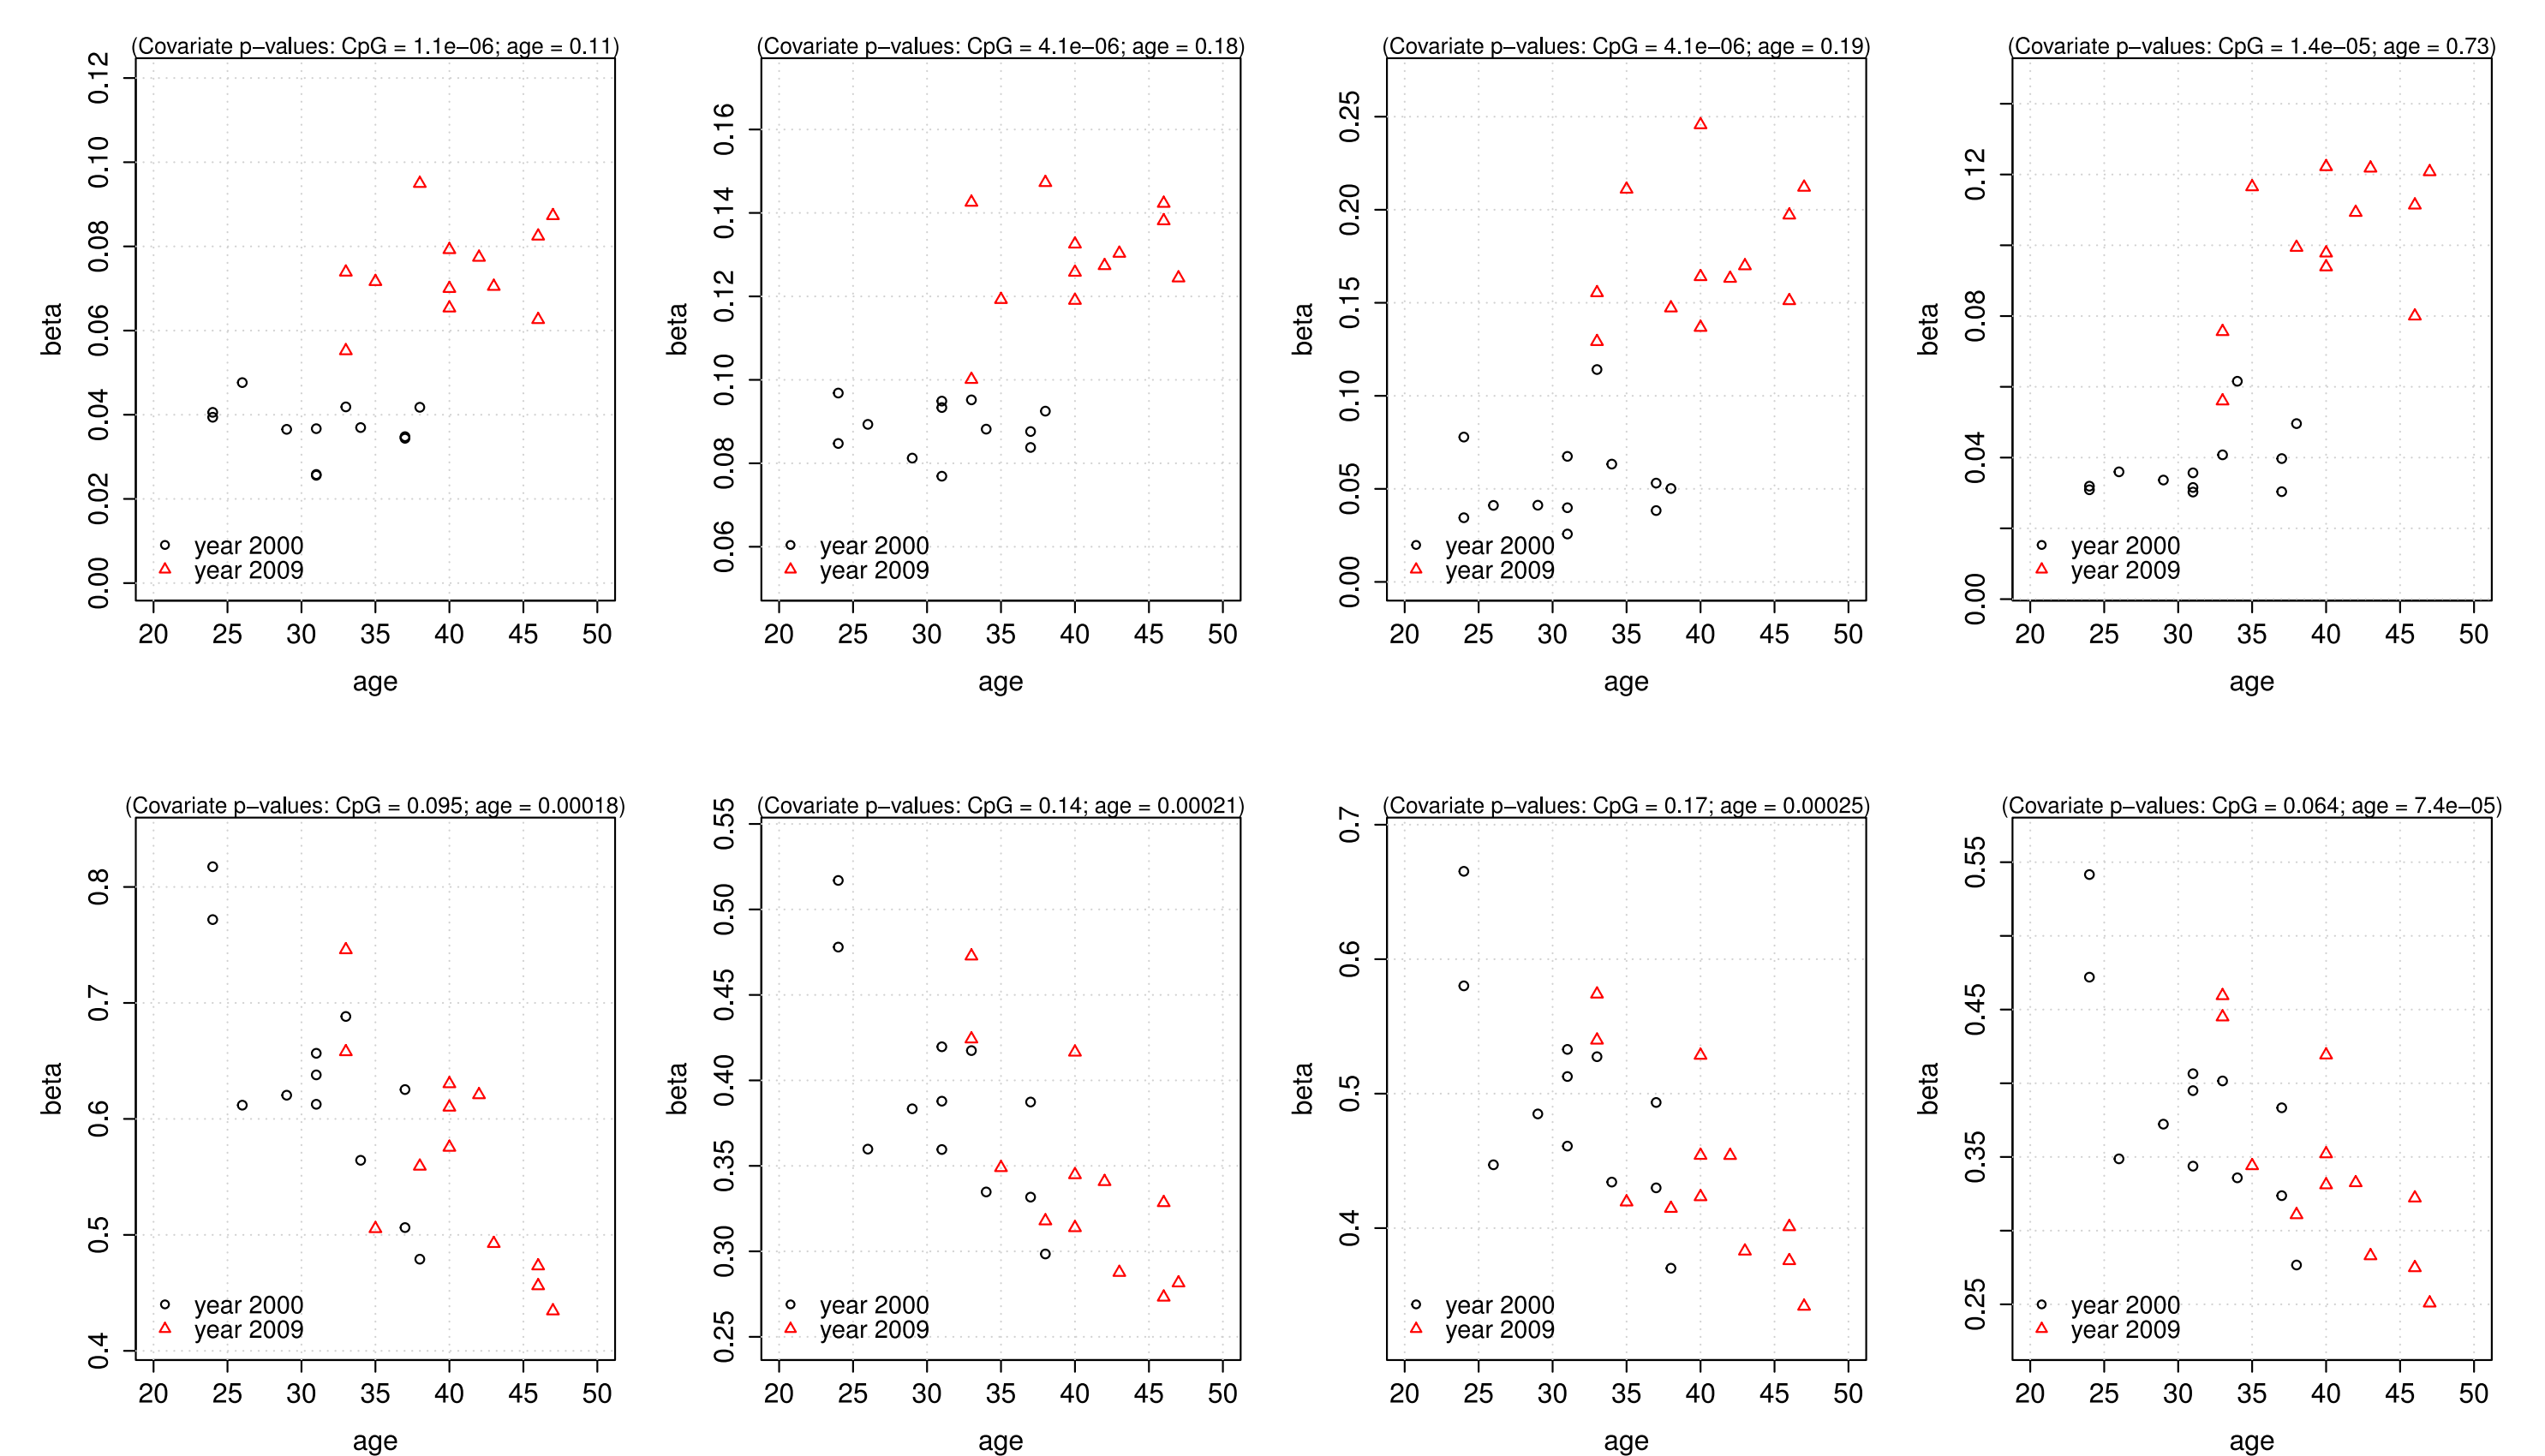 (Covariate p−values: CpG = 1.1e−06; age = 0.11)
beta
0.00 0.02 0.04 0.06 0.08 0.10 0.12
year 2000
year 2009
20 25 30 35 40 45 50
age
(Covariate p−values: CpG = 4.1e−06; age = 0.18)
beta
0.06 0.08 0.10 0.12 0.14 0.16
year 2000
year 2009
20 25 30 35 40 45 50
age
(Covariate p−values: CpG = 4.1e−06; age = 0.19)
beta
0.00 0.05 0.10 0.15 0.20 0.25
year 2000
year 2009
20 25 30 35 40 45 50
age
(Covariate p−values: CpG = 1.4e−05; age = 0.73)
beta
0.00 0.04 0.08 0.12
year 2000
year 2009
20 25 30 35 40 45 50
age
(Covariate p−values: CpG = 0.095; age = 0.00018)
beta
0.4 0.5 0.6 0.7 0.8
year 2000
year 2009
20 25 30 35 40 45 50
age
(Covariate p−values: CpG = 0.14; age = 0.00021)
beta
0.25 0.30 0.35 0.40 0.45 0.50 0.55
year 2000
year 2009
20 25 30 35 40 45 50
age
(Covariate p−values: CpG = 0.17; age = 0.00025)
beta
0.4 0.5 0.6 0.7
year 2000
year 2009
20 25 30 35 40 45 50
age
(Covariate p−values: CpG = 0.064; age = 7.4e−05)
beta
0.25 0.35 0.45 0.55
year 2000
year 2009
20 25 30 35 40 45 50
age